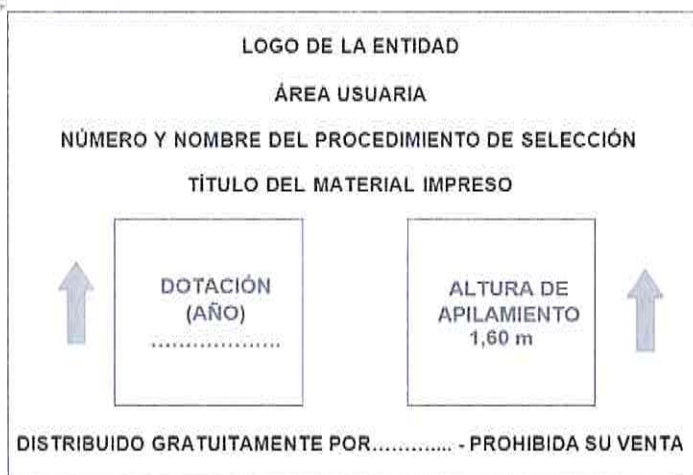 LOGO DE LA ENTIDAD
ÁREA USUARIA
NÚMERO Y NOMBRE DEL PROCEDIMIENTO DE SELECCIÓN
TÍTULO DEL MATERIAL IMPRESO
DOTACIÓN
(AÑO)
...................
ALTURA DE
APILAMIENTO
1,60 m
DISTRIBUIDO GRATUITAMENTE POR............. - PROHIBIDA SU VENTA